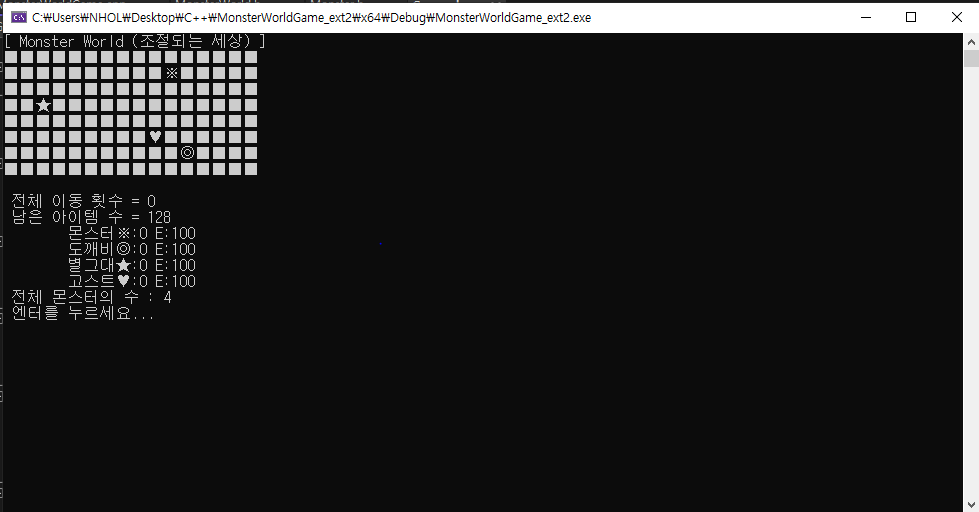 C:₩Users₩NHOL₩Desktop₩C++₩MonsterWorldGame_ext2₩x64₩Debug₩MonsterWorldGame_ext2.exe
[ Monster World (조절되는 세상) ]
■■■■■■■■■■■■■■■■
■■■■■■■■■■※■■■■■
■■■■■■■■■■■■■■■■
■■★■■■■■■■■■■■■■
■■■■■■■■■■■■■■■■
■■■■■■■■■♥■■■■■■
■■■■■■■■■■■◎■■■■
■■■■■■■■■■■■■■■■
전체 이동 횟수 = 0
남은 아이템 수 = 128
몬스터※:0 E:100
도깨비◎:0 E:100
별그대★:0 E:100
고스트♥:0 E:100
전체 몬스터의 수 : 4
엔터를 누르세요...